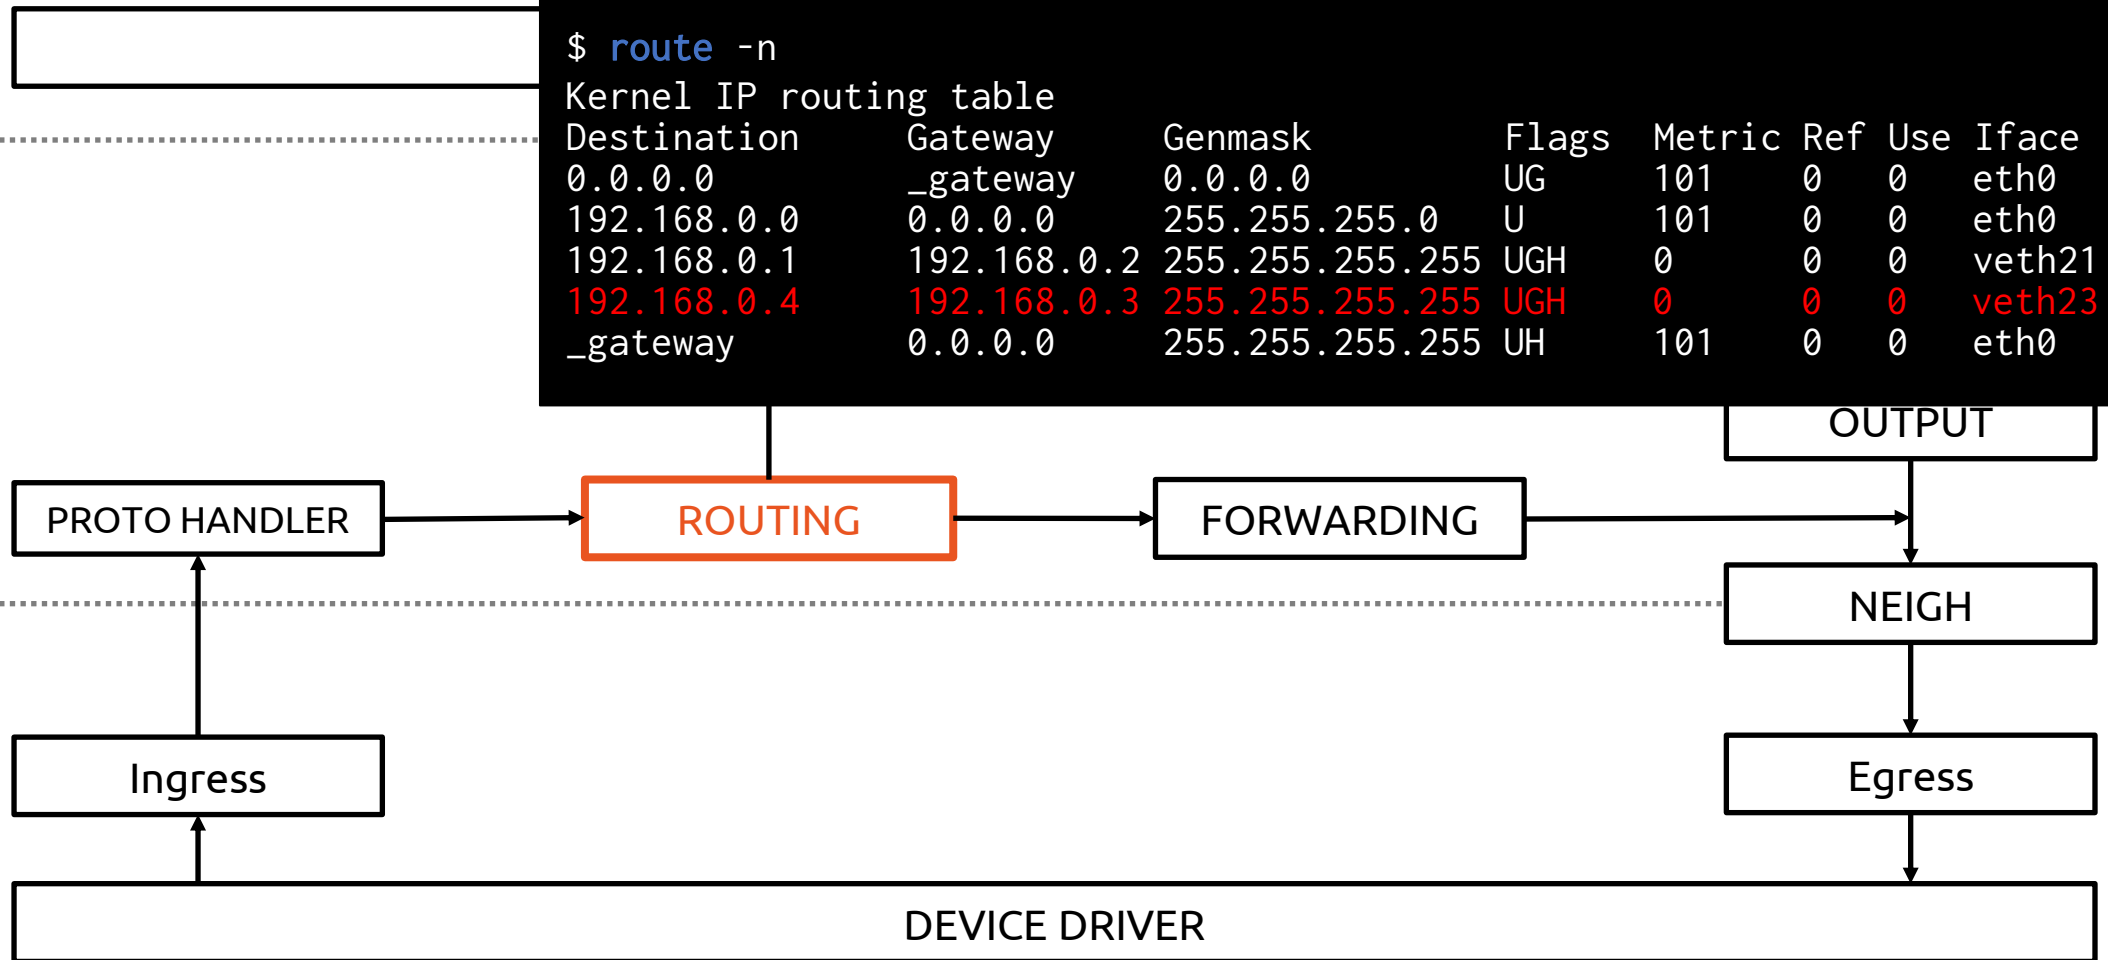 $ route -n
Kernel IP routing table
Destination Gateway Genmask Flags Metric Ref Use Iface
0.0.0.0 _gateway 0.0.0.0 UG 101 0 0 eth0
192.168.0.0 0.0.0.0 255.255.255.0 U 101 0 0 eth0
192.168.0.1 192.168.0.2 255.255.255.255 UGH 0 0 0 veth21
192.168.0.4 192.168.0.3 255.255.255.255 UGH 0 0 0 veth23
_gateway 0.0.0.0 255.255.255.255 UH 101 0 0 eth0
OUTPUT
PROTO HANDLER
ROUTING
FORWARDING
NEIGH
Ingress
Egress
DEVICE DRIVER